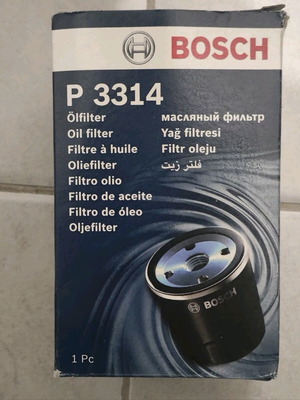 BOSCH
P 3314
Ölfilter
Oil filter
Filtre à huile
Oliefilter
Filtro olio
Filtro de aceite
Filtro de óleo
Oljefilter
масляный фильтр
Yağ filtresi
Filtr oleju
فلتر زيت
BOSCH
1 Pc